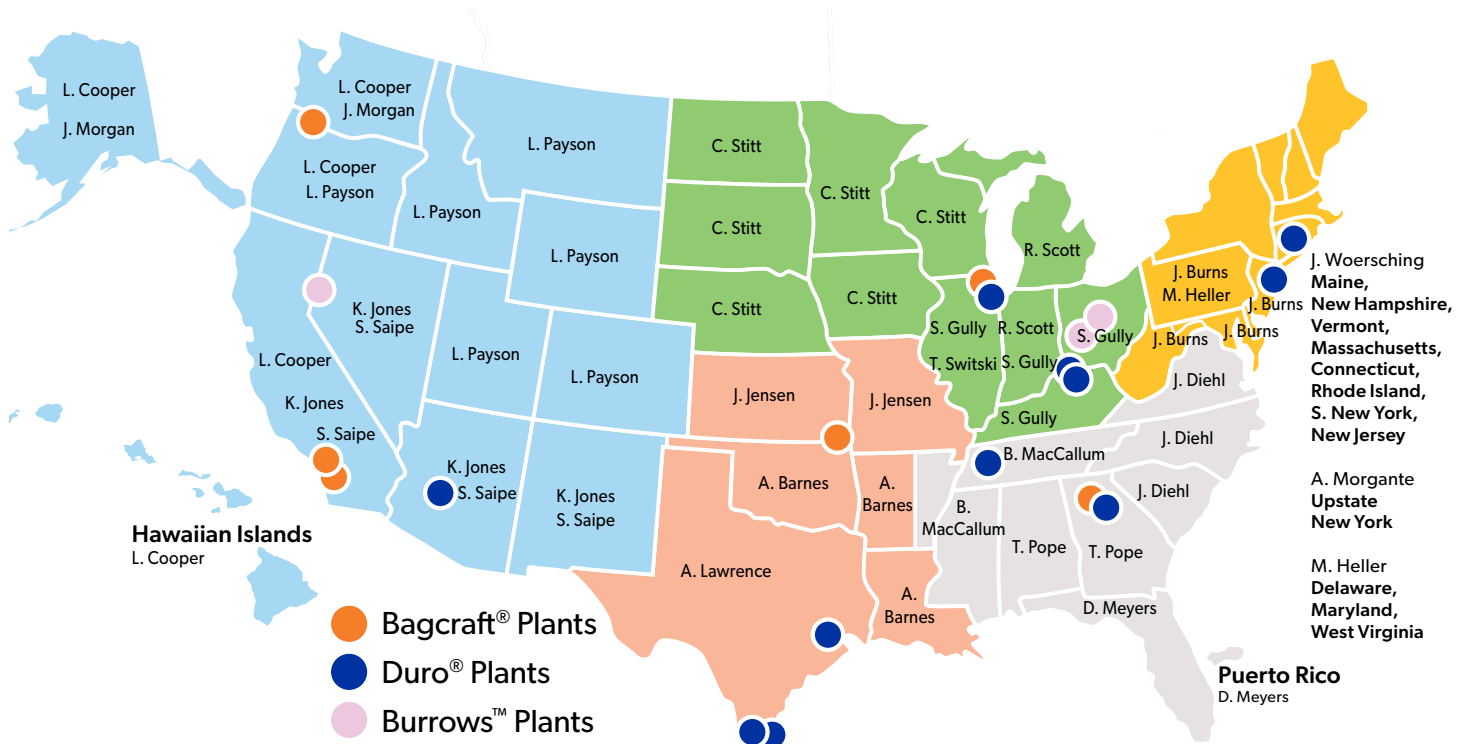 L. Cooper
J. Morgan
L. Cooper
J. Morgan
L. Cooper
L. Payson
L. Payson
L. Payson
L. Payson
K. Jones
S. Saipe
L. Cooper
K. Jones
S. Saipe
L. Payson
L. Payson
K. Jones
S. Saipe
K. Jones
S. Saipe
Hawaiian Islands
L. Cooper
C. Stitt
C. Stitt
C. Stitt
C. Stitt
C. Stitt
C. Stitt
R. Scott
S. Gully
T. Switski
R. Scott
S. Gully
S. Gully
S. Gully
J. Jensen
J. Jensen
A. Barnes
A.
Barnes
A. Lawrence
A.
Barnes
B. MacCallum
B.
MacCallum
T. Pope
T. Pope
D. Meyers
J. Diehl
J. Diehl
J. Diehl
J. Burns
M. Heller
J. Burns
J. Burns
J. Burns
J. Woersching
Maine,
New Hampshire,
Vermont,
Massachusetts,
Connecticut,
Rhode Island,
S. New York,
New Jersey
A. Morgante
Upstate
New York
M. Heller
Delaware,
Maryland,
West Virginia
Puerto Rico
D. Meyers
Bagcraft® Plants
Duro® Plants
Burrows™ Plants